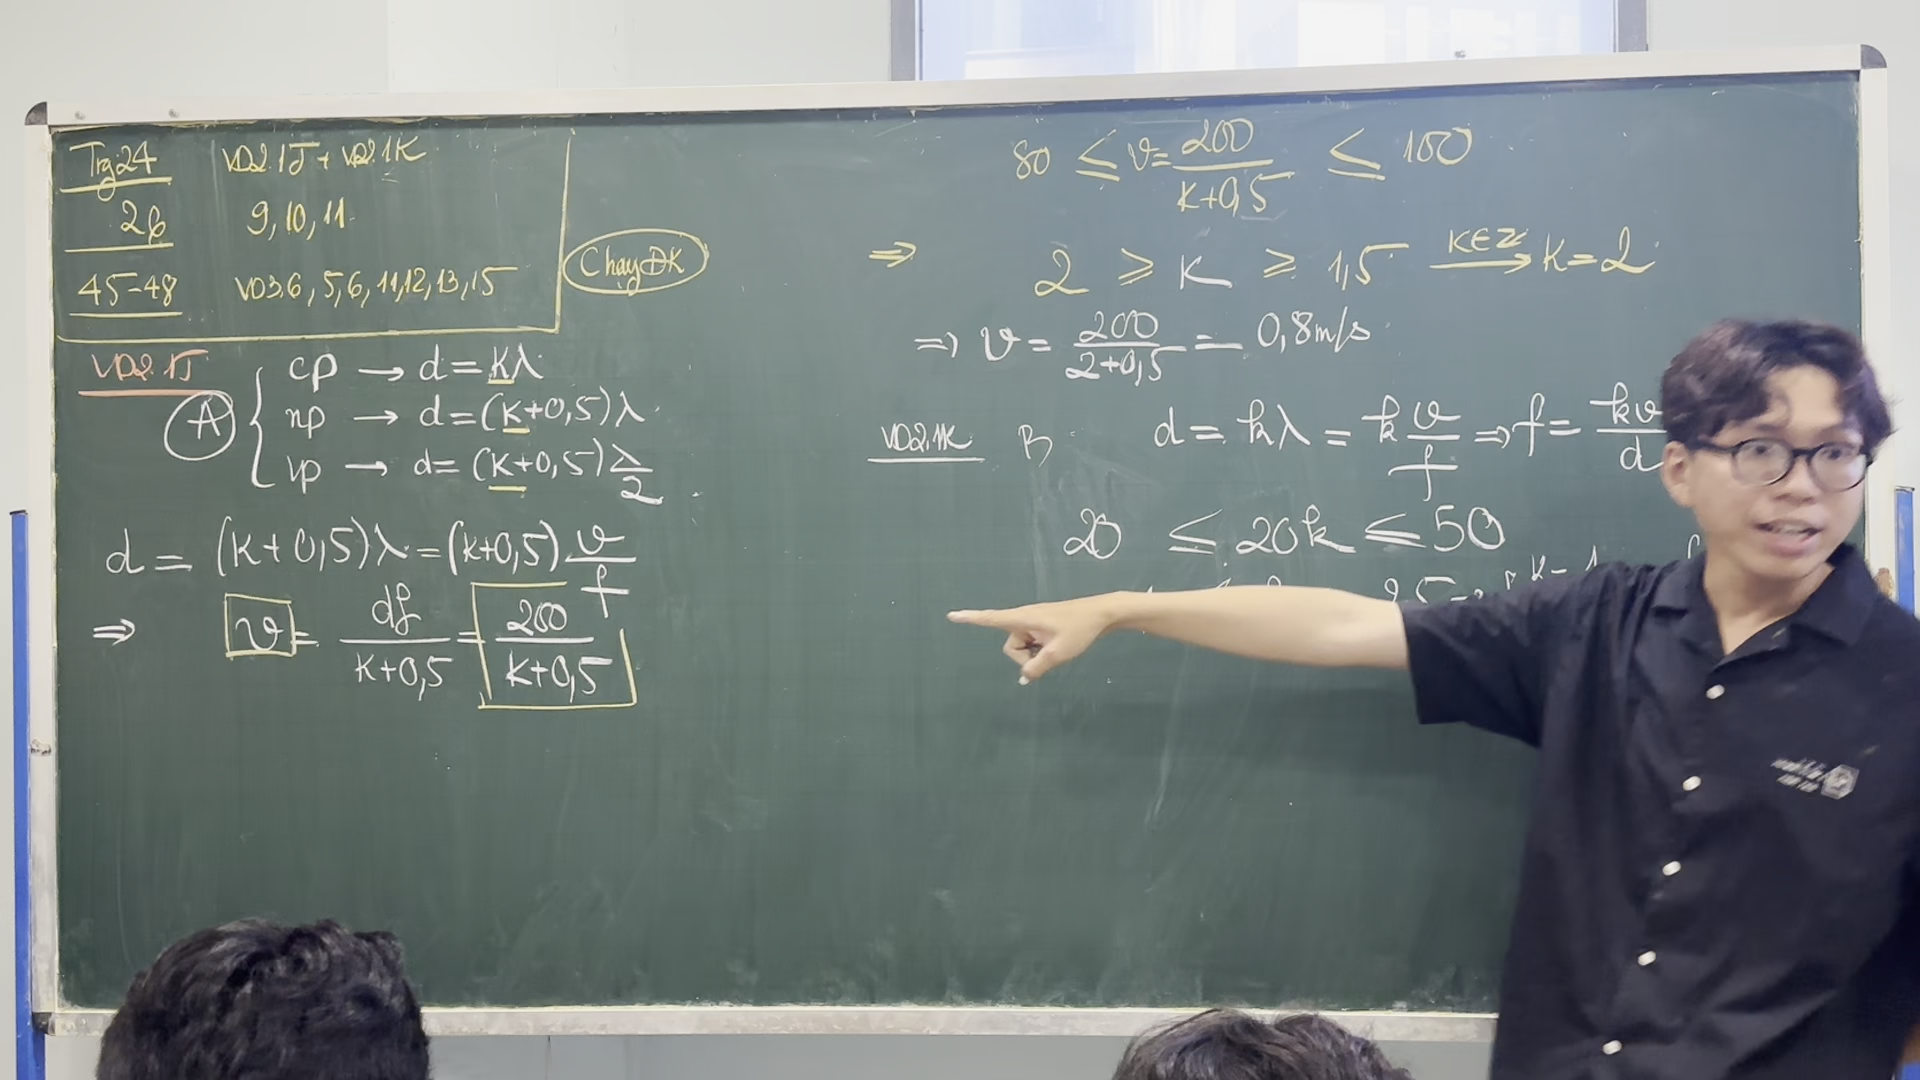 Trg 24 VD2.1J + VD2.1K
26 9, 10, 11
45-48 VD3.6, 5, 6, 11, 12, 13, 15
Chạy ĐK
VD2.1J
A
cp → d = kλ
np → d = (k+0,5)λ
vp → d = (k+0,5)λ/2
d = (k+0,5)λ = (k+0,5)v/f
⇒ v = df/(k+0,5) = 200/(k+0,5)
80 ≤ v = 200/(k+0,5) ≤ 100
⇒ 2 ≥ k ≥ 1,5 k∈Z → k = 2
⇒ v = 200/(2+0,5) = 0,8m/s
VD2.1K B d = kλ = k v/f ⇒ f = kv/d
20 ≤ 20k ≤ 50